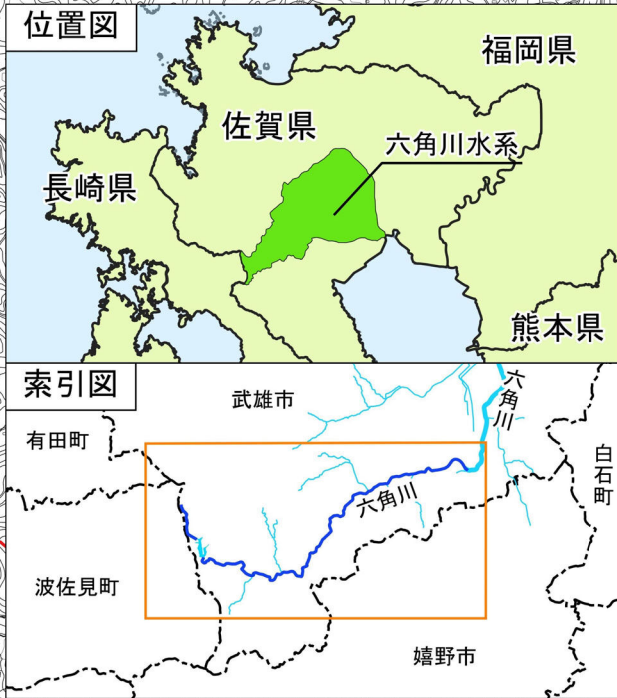 位置図
福岡県
佐賀県
六角川水系
長崎県
熊本県
索引図
武雄市
六角川
有田町
白石町
六角川
波佐見町
嬉野市